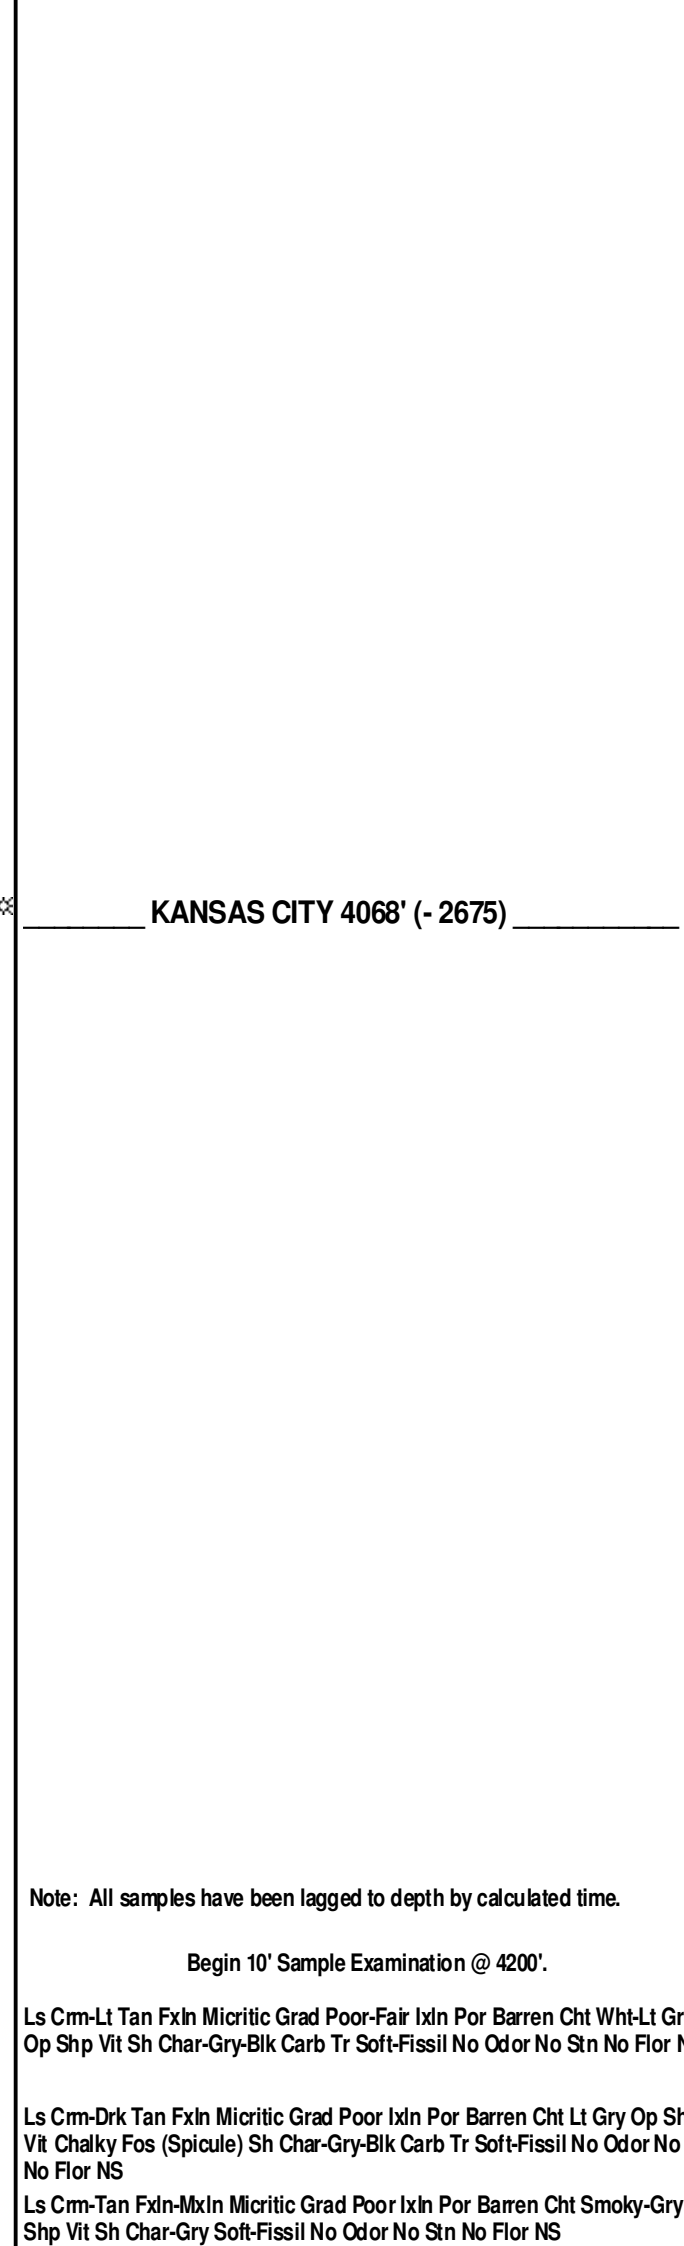 ________ KANSAS CITY 4068' (- 2675) ___________
Note: All samples have been lagged to depth by calculated time.
Begin 10' Sample Examination @ 4200'.
Ls Crm-Lt Tan Fxln Micritic Grad Poor-Fair Ixln Por Barren Cht Wht-Lt
Op Shp Vit Sh Char-Gry-Blk Carb Tr Soft-Fissil No Odor No Stn No Flor
Ls Crm-Drk Tan Fxln Micritic Grad Poor Ixln Por Barren Cht Lt Gry Op
Vit Chalky Fos (Spicule) Sh Char-Gry-Blk Carb Tr Soft-Fissil No Odor No
No Flor NS
Ls Crm-Tan Fxln-Mxln Micritic Grad Poor Ixln Por Barren Cht Smoky-Gry
Shp Vit Sh Char-Gry Soft-Fissil No Odor No Stn No Flor NS